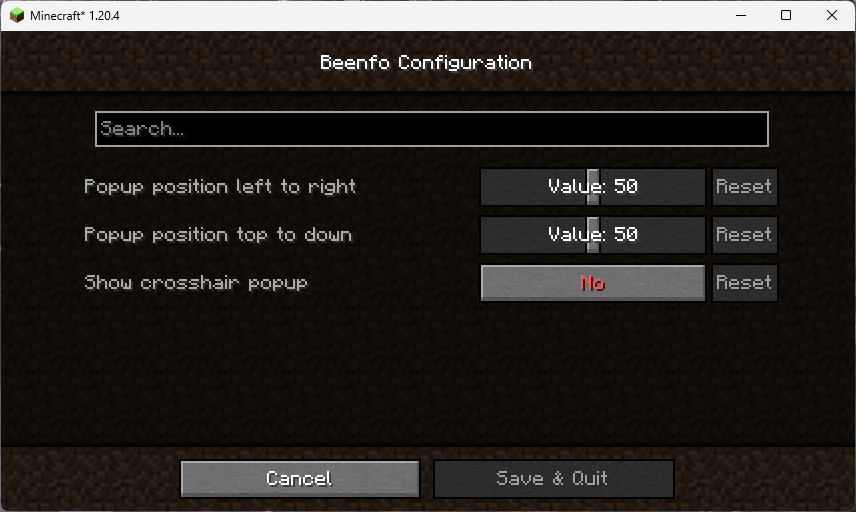 Minecraft* 1.20.4
Beenfo Configuration
Search...
Popup position left to right Value: 50 Reset
Popup position top to down Value: 50 Reset
Show crosshair popup No Reset
Cancel Save & Quit